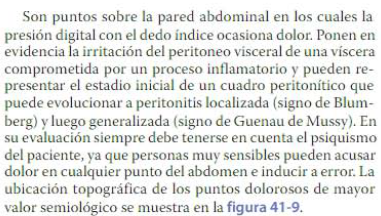 Son puntos sobre la pared abdominal en los cuales la
presión digital con el dedo índice ocasiona dolor. Ponen en
evidencia la irritación del peritoneo visceral de una víscera
comprometida por un proceso inflamatorio y pueden re-
presentar el estadio inicial de un cuadro peritonítico que
puede evolucionar a peritonitis localizada (signo de Blum-
berg) y luego generalizada (signo de Guenau de Mussy). En
su evaluación siempre debe tenerse en cuenta el psiquismo
del paciente, ya que personas muy sensibles pueden acusar
dolor en cualquier punto del abdomen e inducir a error. La
ubicación topográfica de los puntos dolorosos de mayor
valor semiológico se muestra en la figura 41-9.